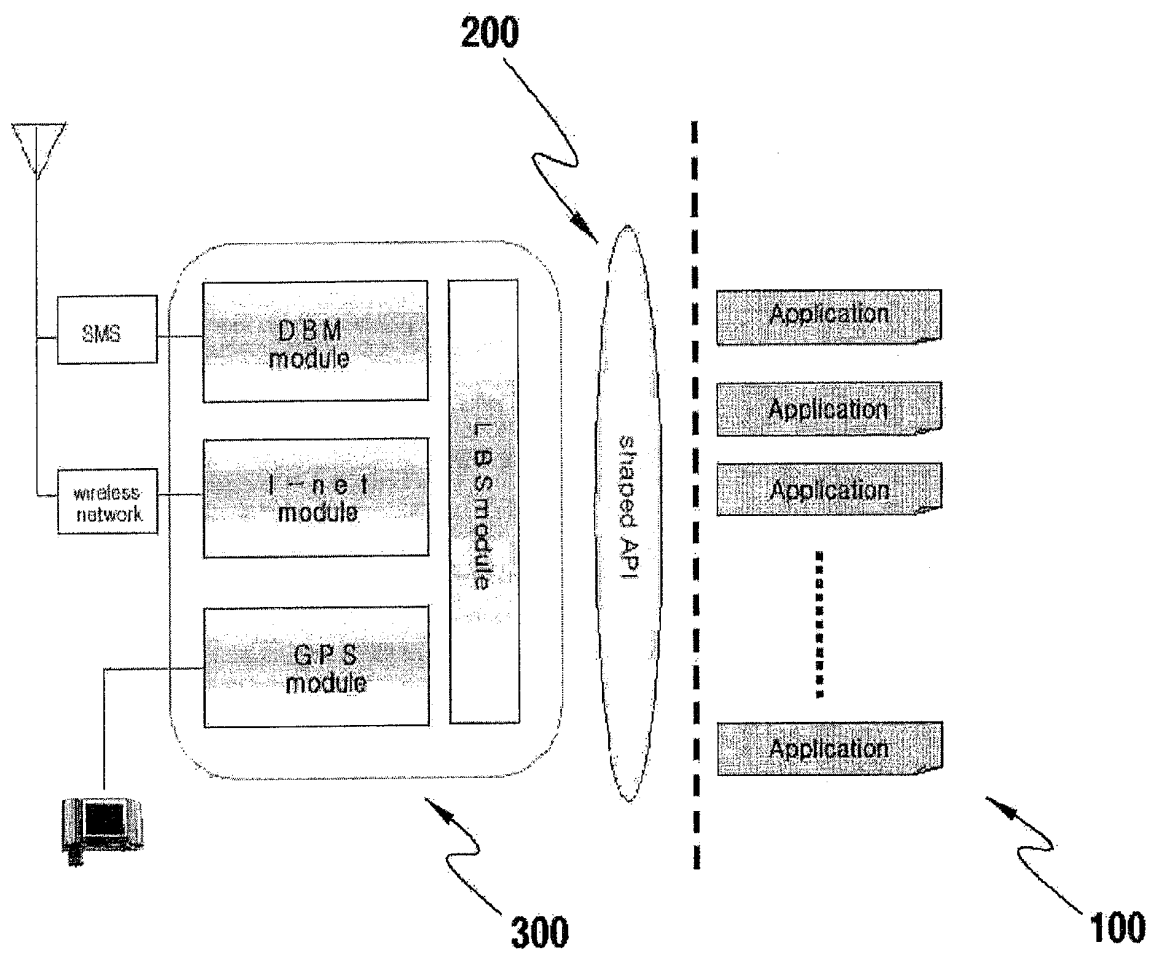 200
SMS
DBM
module
wireless
network
I-net
module
GPS
module
LBS module
shaped API
Application
Application
Application
Application
300
100